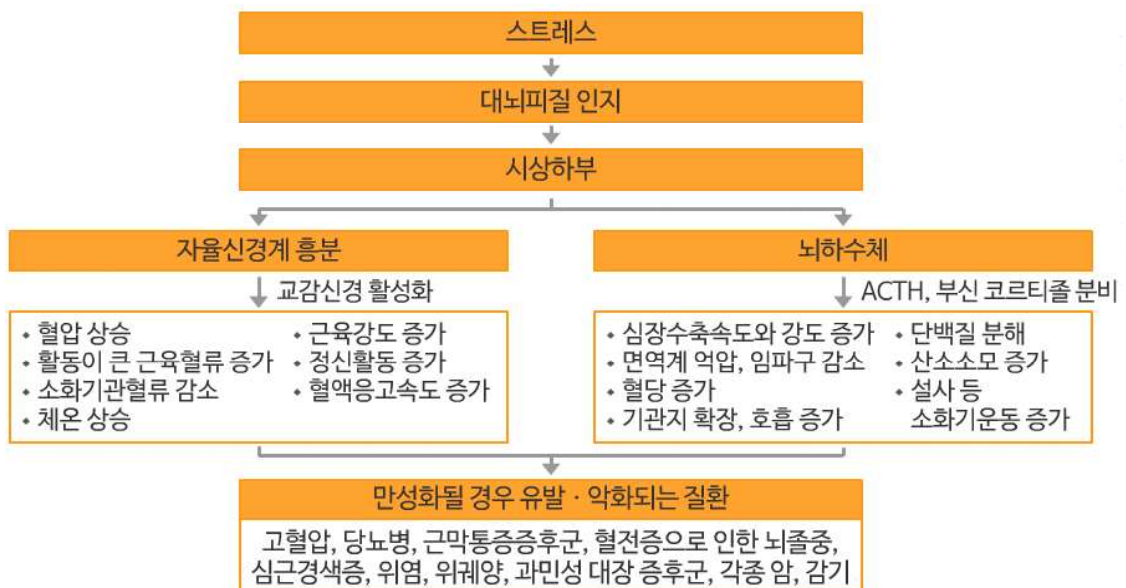 스트레스
대뇌피질 인지
시상하부
자율신경계 흥분
교감신경 활성화
• 혈압 상승
• 활동이 큰 근육혈류 증가
• 소화기관혈류 감소
• 체온 상승
• 근육강도 증가
• 정신활동 증가
• 혈액응고속도 증가
뇌하수체
ACTH, 부신 코르티졸 분비
• 심장수축속도와 강도 증가
• 면역계 억압, 임파구 감소
• 혈당 증가
• 기관지 확장, 호흡 증가
• 단백질 분해
• 산소소모 증가
• 설사 등
소화기운동 증가
만성화될 경우 유발 · 악화되는 질환
고혈압, 당뇨병, 근막통증증후군, 혈전증으로 인한 뇌졸중,
심근경색증, 위염, 위궤양, 과민성 대장 증후군, 각종 암, 감기